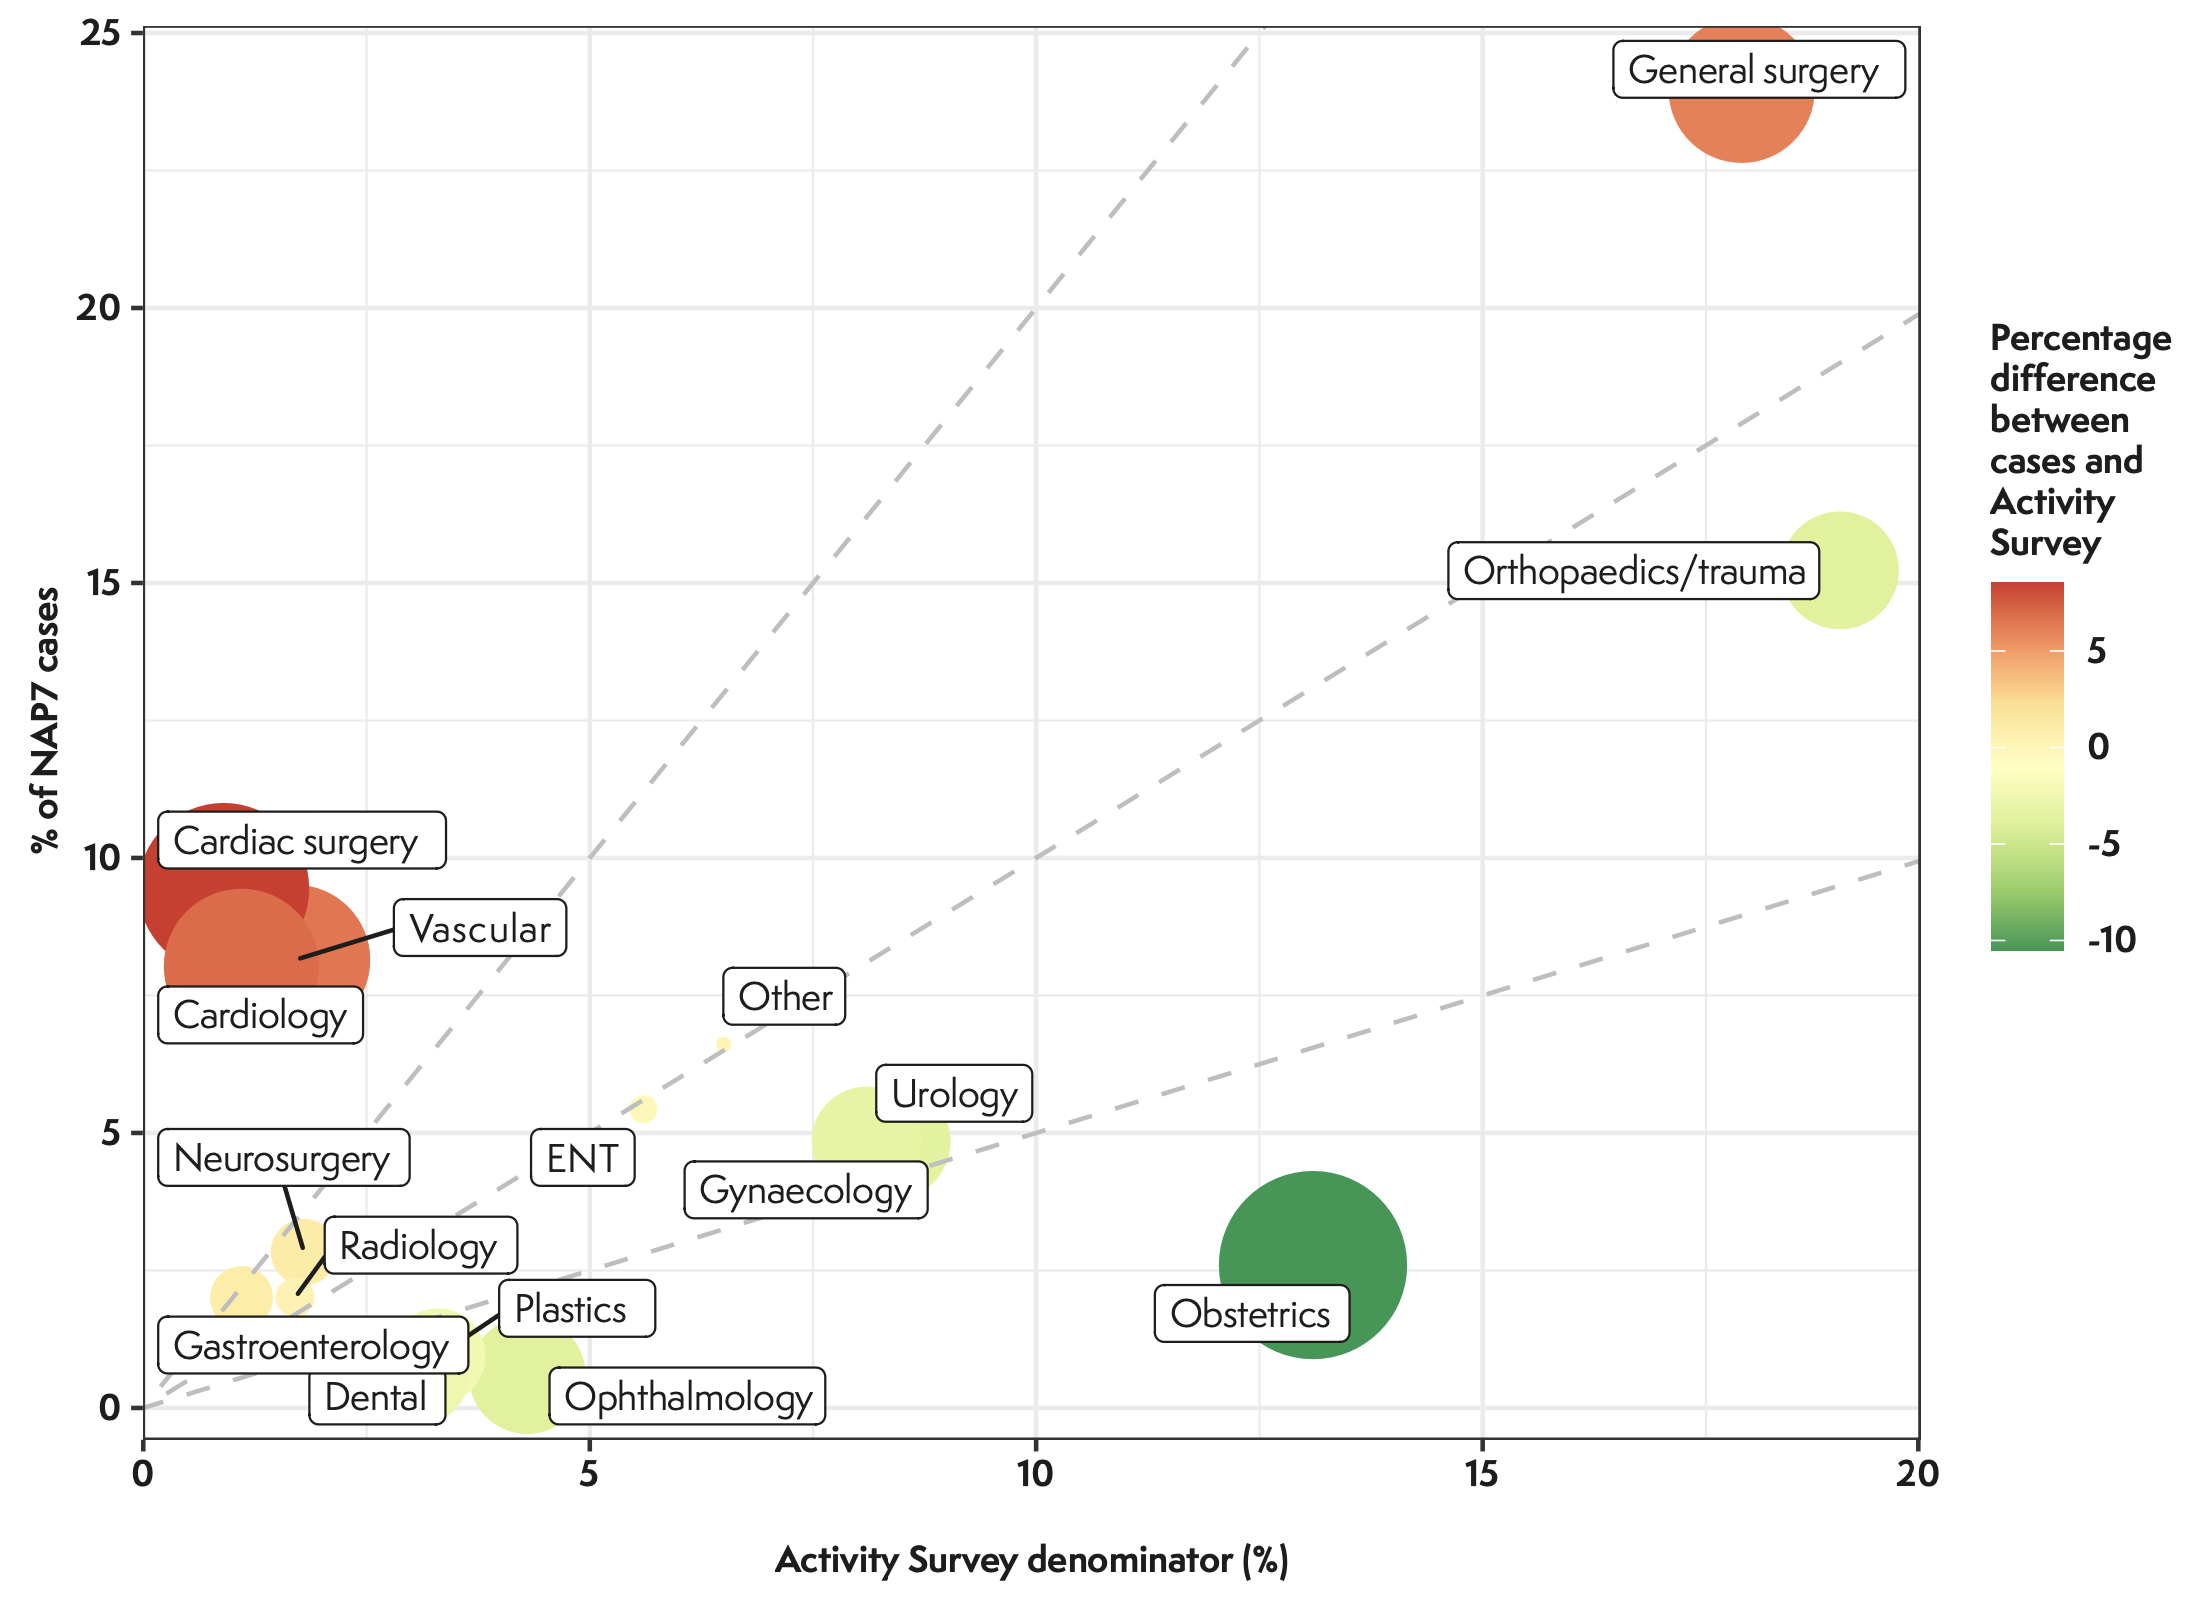 25
General surgery
20
Percentage
difference
between
cases and
Activity
Survey
Orthopaedics/trauma
15
5
0
-5
-10
% of NAP7 cases
Cardiac surgery
10
Vascular
Other
Cardiology
Urology
5
Neurosurgery
ENT
Gynaecology
Radiology
Plastics
Obstetrics
Gastroenterology
Dental
Ophthalmology
0
0 5 10 15 20
Activity Survey denominator (%)